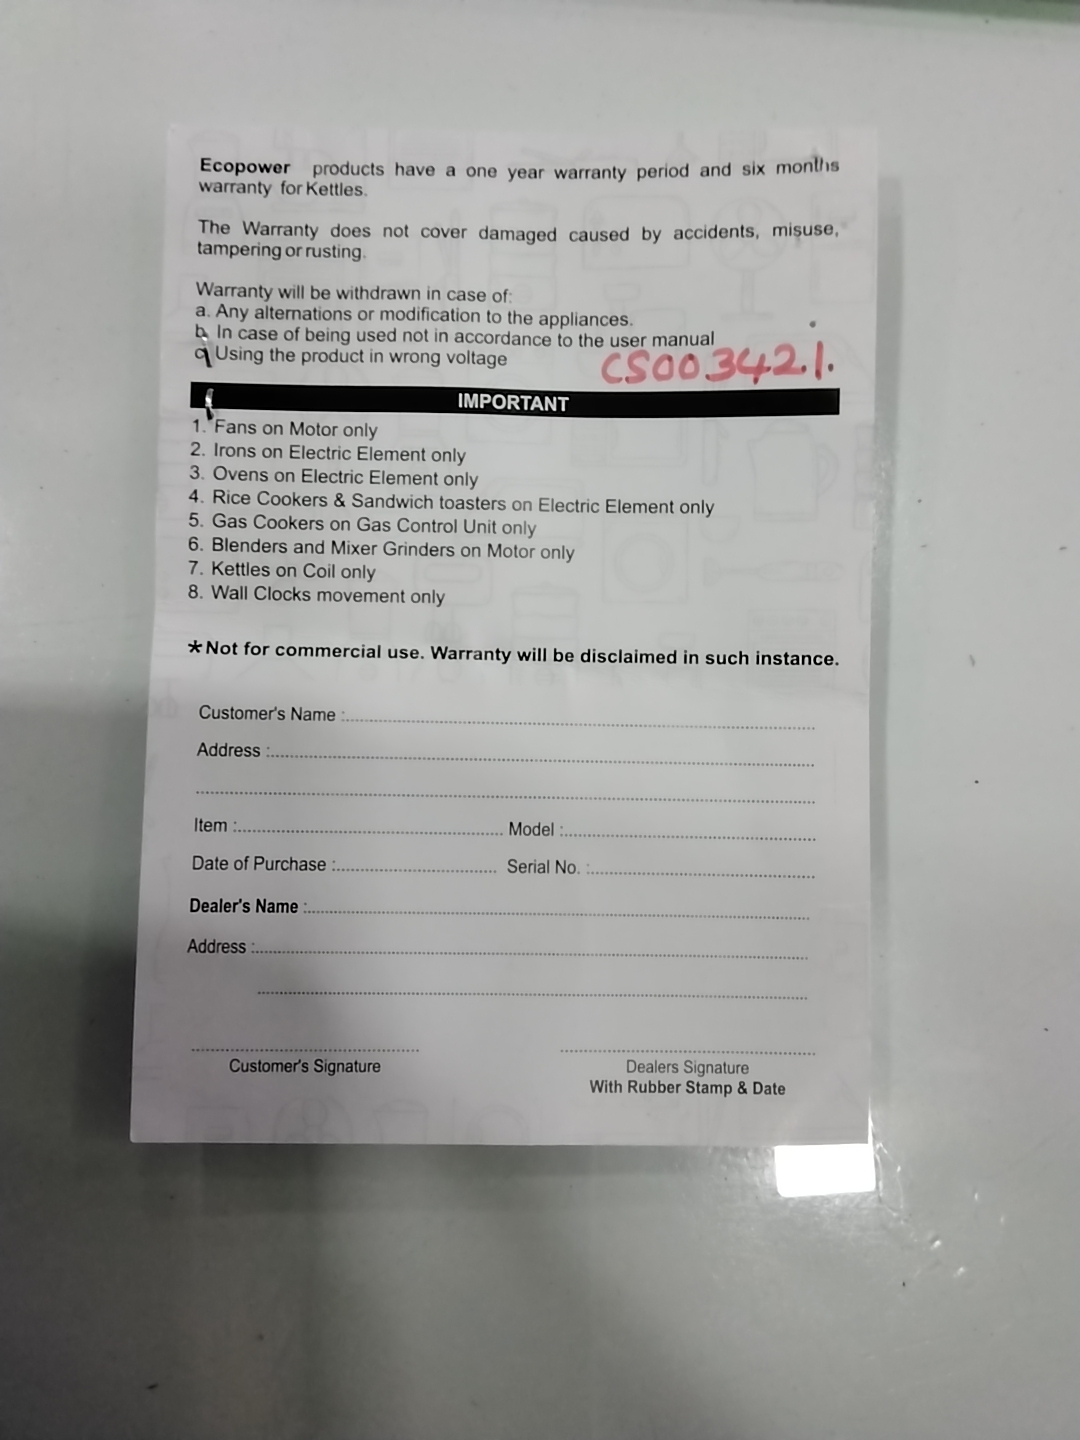 Ecopower products have a one year warranty period and six months
warranty for Kettles.
The Warranty does not cover damaged caused by accidents, misuse,
tampering or rusting.
Warranty will be withdrawn in case of:
a. Any alternations or modification to the appliances.
b. In case of being used not in accordance to the user manual
c. Using the product in wrong voltage
CS003421.
IMPORTANT
1. Fans on Motor only
2. Irons on Electric Element only
3. Ovens on Electric Element only
4. Rice Cookers & Sandwich toasters on Electric Element only
5. Gas Cookers on Gas Control Unit only
6. Blenders and Mixer Grinders on Motor only
7. Kettles on Coil only
8. Wall Clocks movement only
*Not for commercial use. Warranty will be disclaimed in such instance.
Customer's Name :
Address :
Item : Model :
Date of Purchase : Serial No. :
Dealer's Name :
Address :
Customer's Signature Dealers Signature
With Rubber Stamp & Date